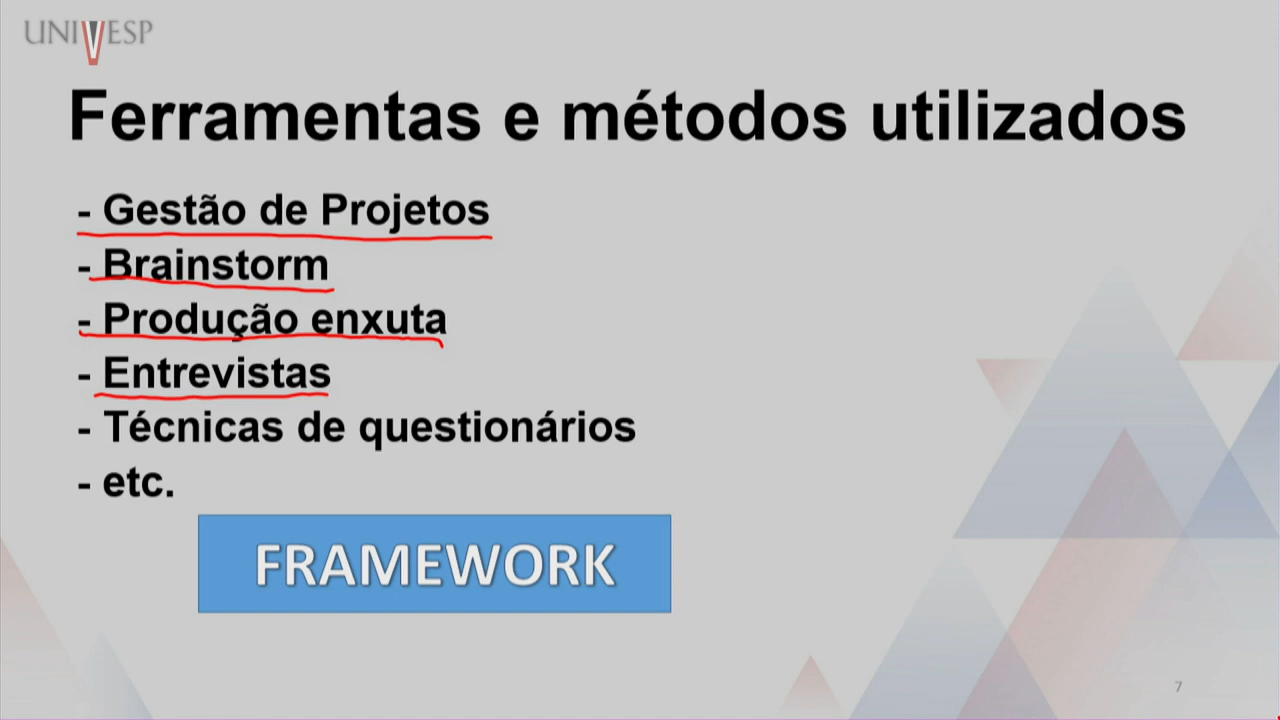 UNIVESP
Ferramentas e métodos utilizados
- Gestão de Projetos
- Brainstorm
- Produção enxuta
- Entrevistas
- Técnicas de questionários
- etc.
FRAMEWORK
7